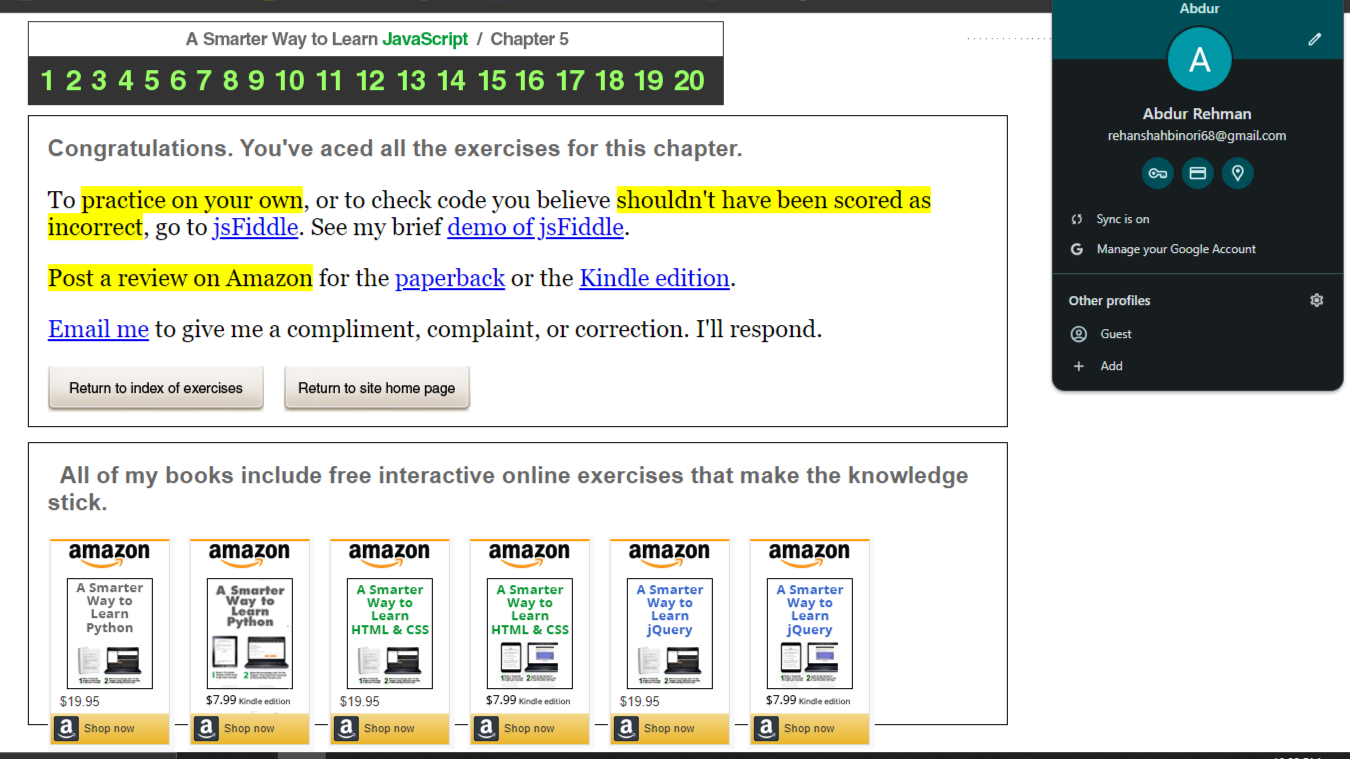 A Smarter Way to Learn JavaScript / Chapter 5
1 2 3 4 5 6 7 8 9 10 11 12 13 14 15 16 17 18 19 20
Congratulations. You've aced all the exercises for this chapter.
To practice on your own, or to check code you believe shouldn't have been scored as
incorrect, go to jsFiddle. See my brief demo of jsFiddle.
Post a review on Amazon for the paperback or the Kindle edition.
Email me to give me a compliment, complaint, or correction. I'll respond.
Return to index of exercises
Return to site home page
All of my books include free interactive online exercises that make the knowledge
stick.
amazon
A Smarter
Way to
Learn
Python
$19.95
Shop now
amazon
A Smarter
Way to
Learn
Python
$7.99 Kindle edition
Shop now
amazon
A Smarter
Way to
Learn
HTML & CSS
$19.95
Shop now
amazon
A Smarter
Way to
Learn
HTML & CSS
$7.99 Kindle edition
Shop now
amazon
A Smarter
Way to
Learn
jQuery
$19.95
Shop now
amazon
A Smarter
Way to
Learn
jQuery
$7.99 Kindle edition
Shop now
Abdur
A
Abdur Rehman
rehanshahbinori68@gmail.com
Sync is on
Manage your Google Account
Other profiles
Guest
Add